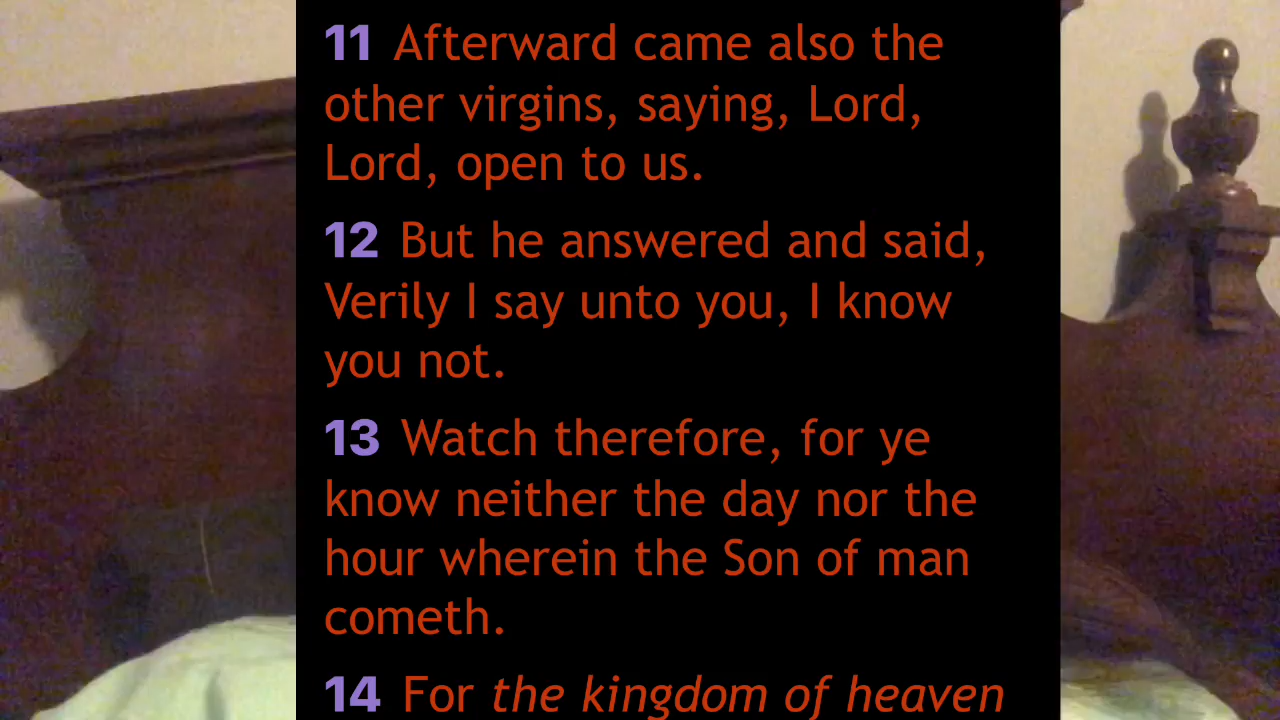 11 Afterward came also the
other virgins, saying, Lord,
Lord, open to us.
12 But he answered and said,
Verily I say unto you, I know
you not.
13 Watch therefore, for ye
know neither the day nor the
hour wherein the Son of man
cometh.
14 For the kingdom of heaven